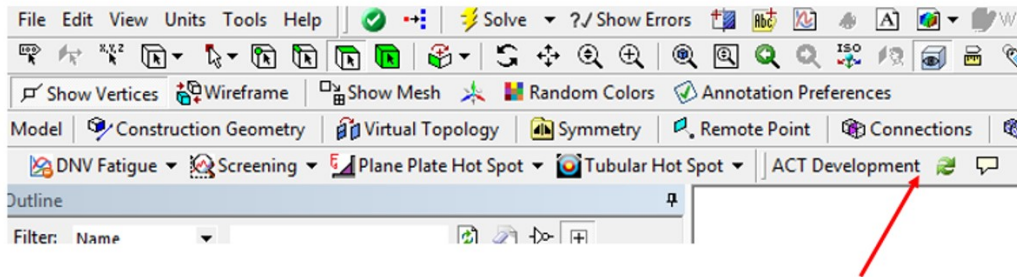 File Edit View Units Tools Help Solve ?/ Show Errors Abc A W
X,Y,Z ISO
Show Vertices Wireframe Show Mesh Random Colors Annotation Preferences
Model Construction Geometry Virtual Topology Symmetry Remote Point Connections
DNV Fatigue Screening Plane Plate Hot Spot Tubular Hot Spot ACT Development
Outline
Filter: Name